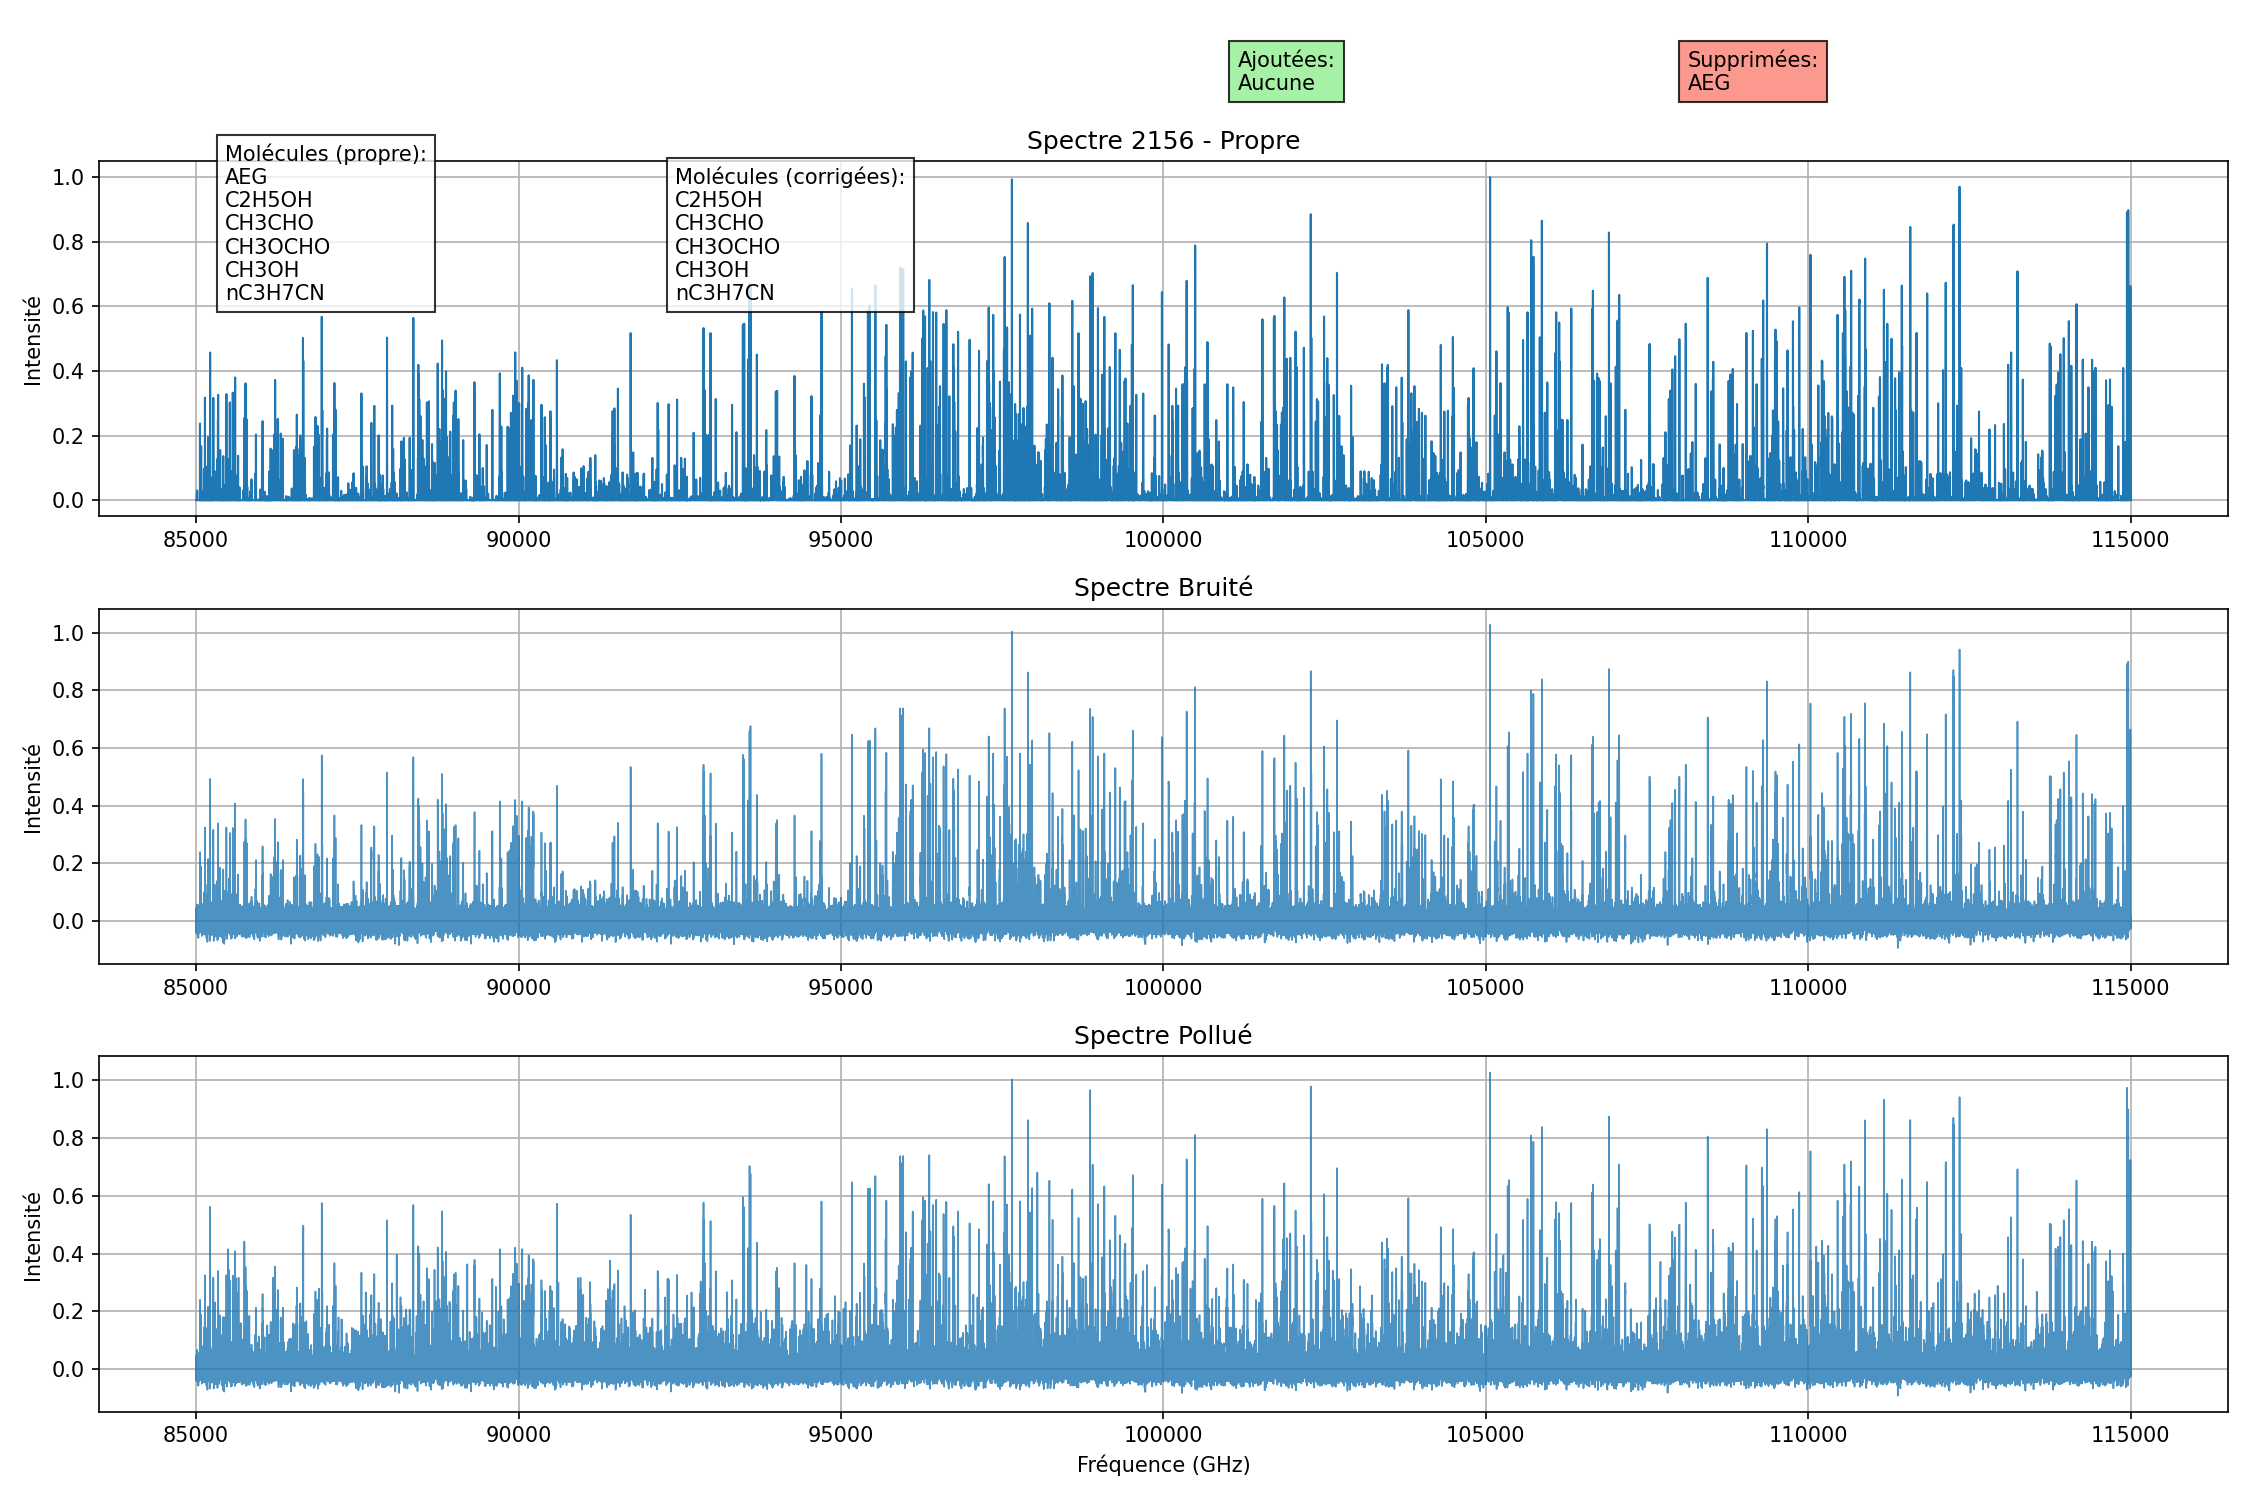 Ajoutées:
Aucune
Supprimées:
AEG
Spectre 2156 - Propre
Molécules (propre):
AEG
C2H5OH
CH3CHO
CH3OCHO
CH3OH
nC3H7CN
Molécules (corrigées):
C2H5OH
CH3CHO
CH3OCHO
CH3OH
nC3H7CN
Intensité
1.0
0.8
0.6
0.4
0.2
0.0
85000 90000 95000 100000 105000 110000 115000
Spectre Bruité
Intensité
1.0
0.8
0.6
0.4
0.2
0.0
85000 90000 95000 100000 105000 110000 115000
Spectre Pollué
Intensité
1.0
0.8
0.6
0.4
0.2
0.0
85000 90000 95000 100000 105000 110000 115000
Fréquence (GHz)